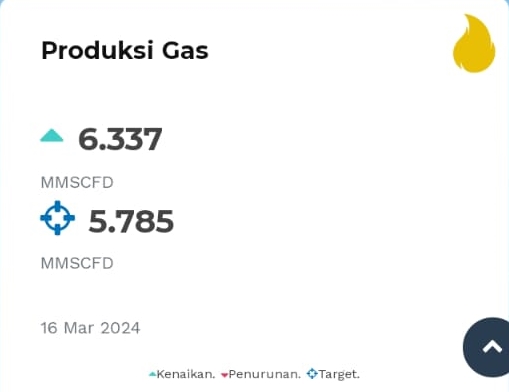 Produksi Gas
6.337
MMSCFD
5.785
MMSCFD
16 Mar 2024
Kenaikan. Penurunan. Target.